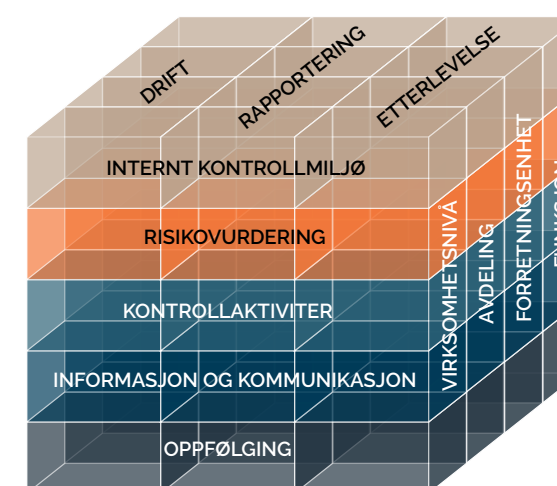 DRIFT
RAPPORTERING
ETTERLEVELSE
INTERNT KONTROLLMILJØ
RISIKOVURDERING
KONTROLLAKTIVITER
INFORMASJON OG KOMMUNIKASJON
OPPFØLGING
VIRKSOMHETSNIVÅ
AVDELING
FORRETNINGSENHET